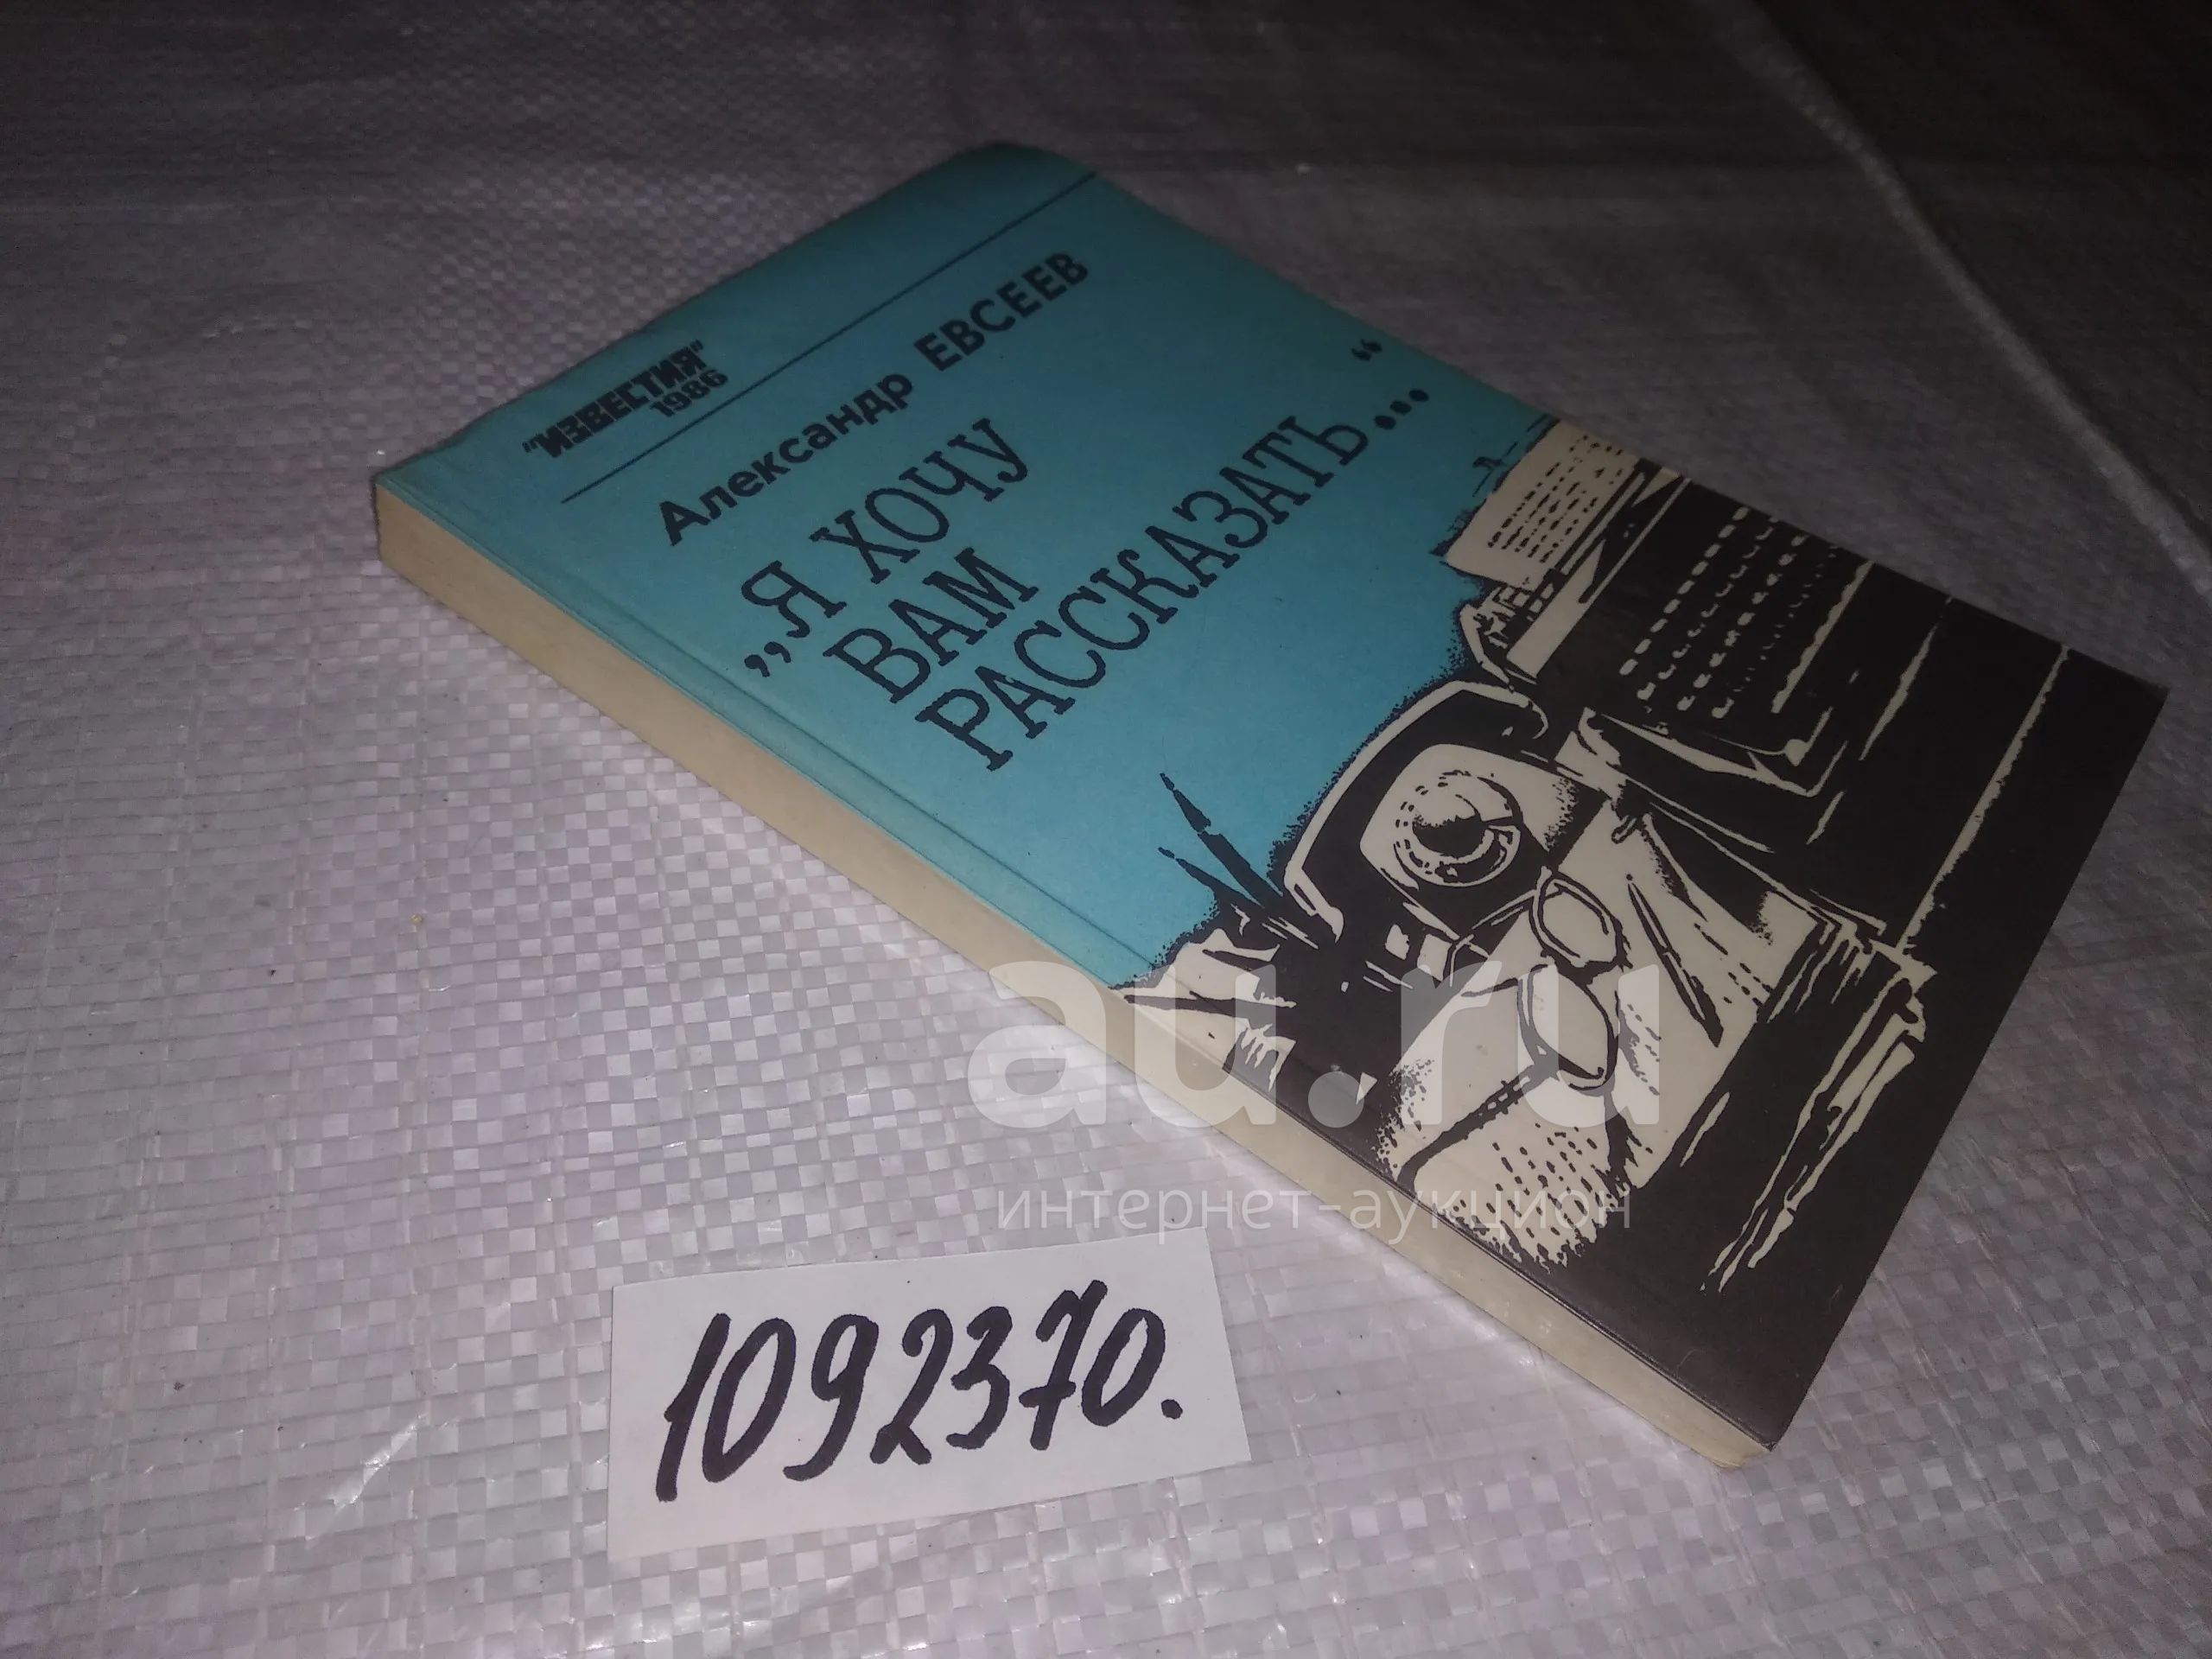 "ИЗВЕСТИЯ"
1986
Александр ЕВСЕЕВ
„Я ХОЧУ
ВАМ
РАССКАЗАТЬ..."
au.ru
интернет-аукцион
1092370.